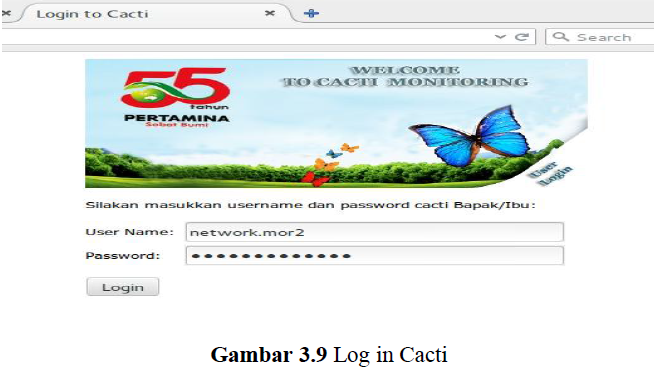 Login to Cacti
Search
WELCOME
TO CACTI MONITORING
55
tahun
PERTAMINA
Sobat Bumi
User
Login
Silakan masukkan username dan password cacti Bapak/Ibu:
User Name: network.mor2
Password: •••••••••••••
Login
Gambar 3.9 Log in Cacti